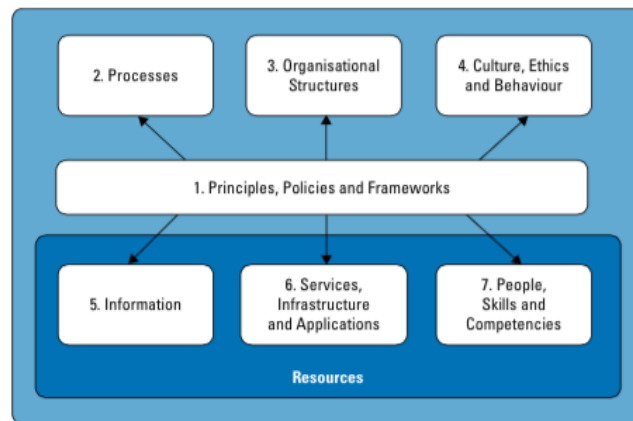 2. Processes
3. Organisational
Structures
4. Culture, Ethics
and Behaviour
1. Principles, Policies and Frameworks
5. Information
6. Services,
Infrastructure
and Applications
7. People,
Skills and
Competencies
Resources